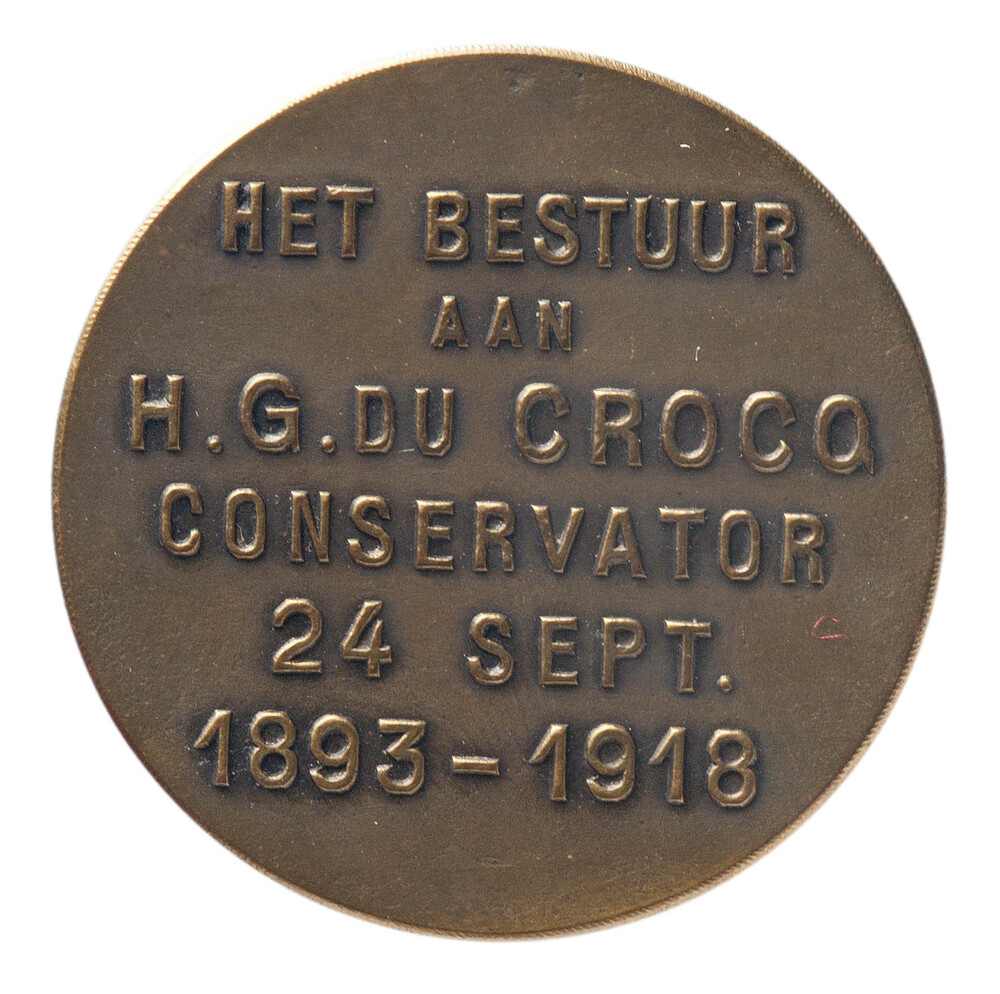 HET BESTUUR
AAN
H.G.DU CROCQ
CONSERVATOR
24 SEPT.
1893-1918